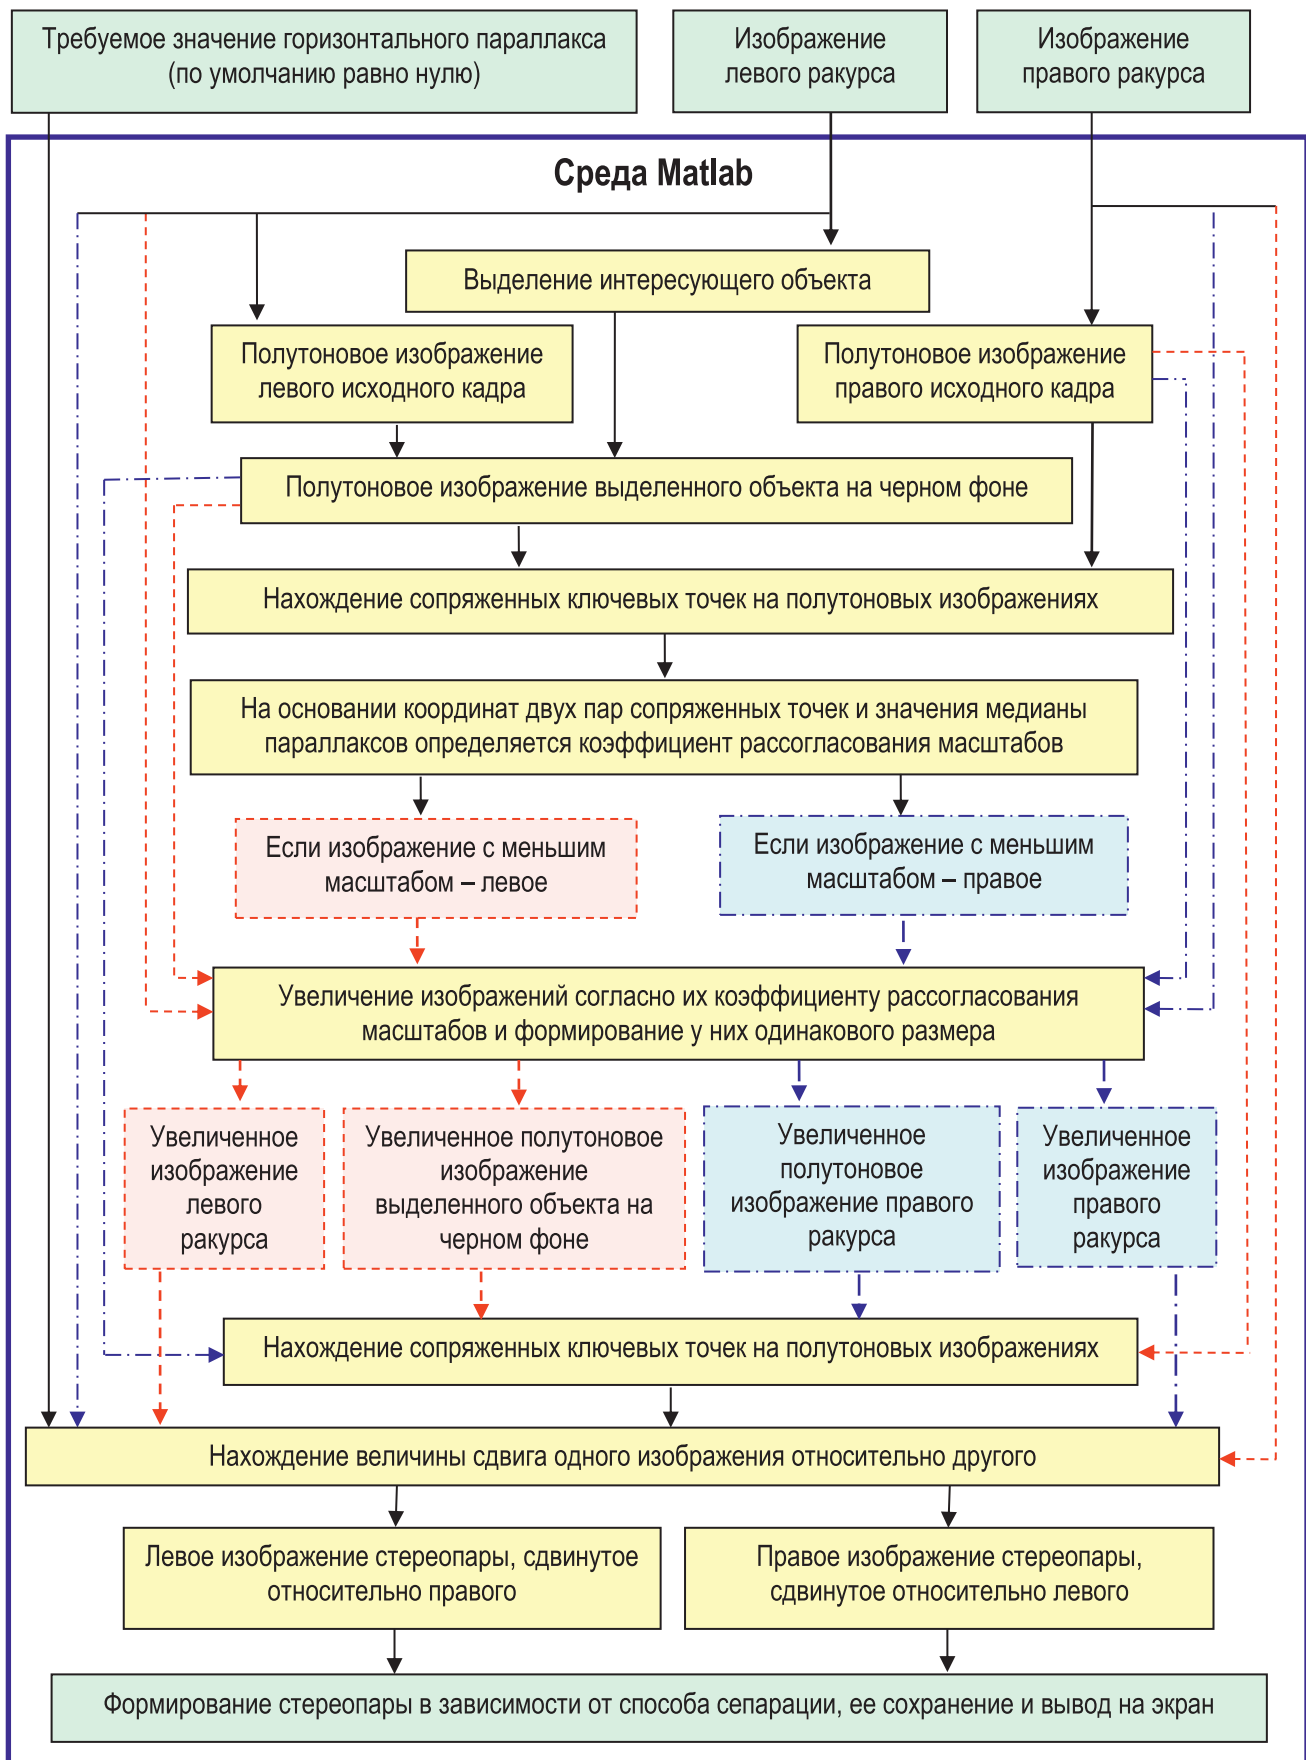 Требуемое значение горизонтального параллакса
(по умолчанию равно нулю)
Изображение
левого ракурса
Изображение
правого ракурса
Среда Matlab
Выделение интересующего объекта
Полутоновое изображение
левого исходного кадра
Полутоновое изображение
правого исходного кадра
Полутоновое изображение выделенного объекта на черном фоне
Нахождение сопряженных ключевых точек на полутоновых изображениях
На основании координат двух пар сопряженных точек и значения медианы
параллаксов определяется коэффициент рассогласования масштабов
Если изображение с меньшим
масштабом – левое
Если изображение с меньшим
масштабом – правое
Увеличение изображений согласно их коэффициенту рассогласования
масштабов и формирование у них одинакового размера
Увеличенное
изображение
левого
ракурса
Увеличенное полутоновое
изображение
выделенного объекта на
черном фоне
Увеличенное
полутоновое
изображение правого
ракурса
Увеличенное
изображение
правого
ракурса
Нахождение сопряженных ключевых точек на полутоновых изображениях
Нахождение величины сдвига одного изображения относительно другого
Левое изображение стереопары, сдвинутое
относительно правого
Правое изображение стереопары,
сдвинутое относительно левого
Формирование стереопары в зависимости от способа сепарации, ее сохранение и вывод на экран